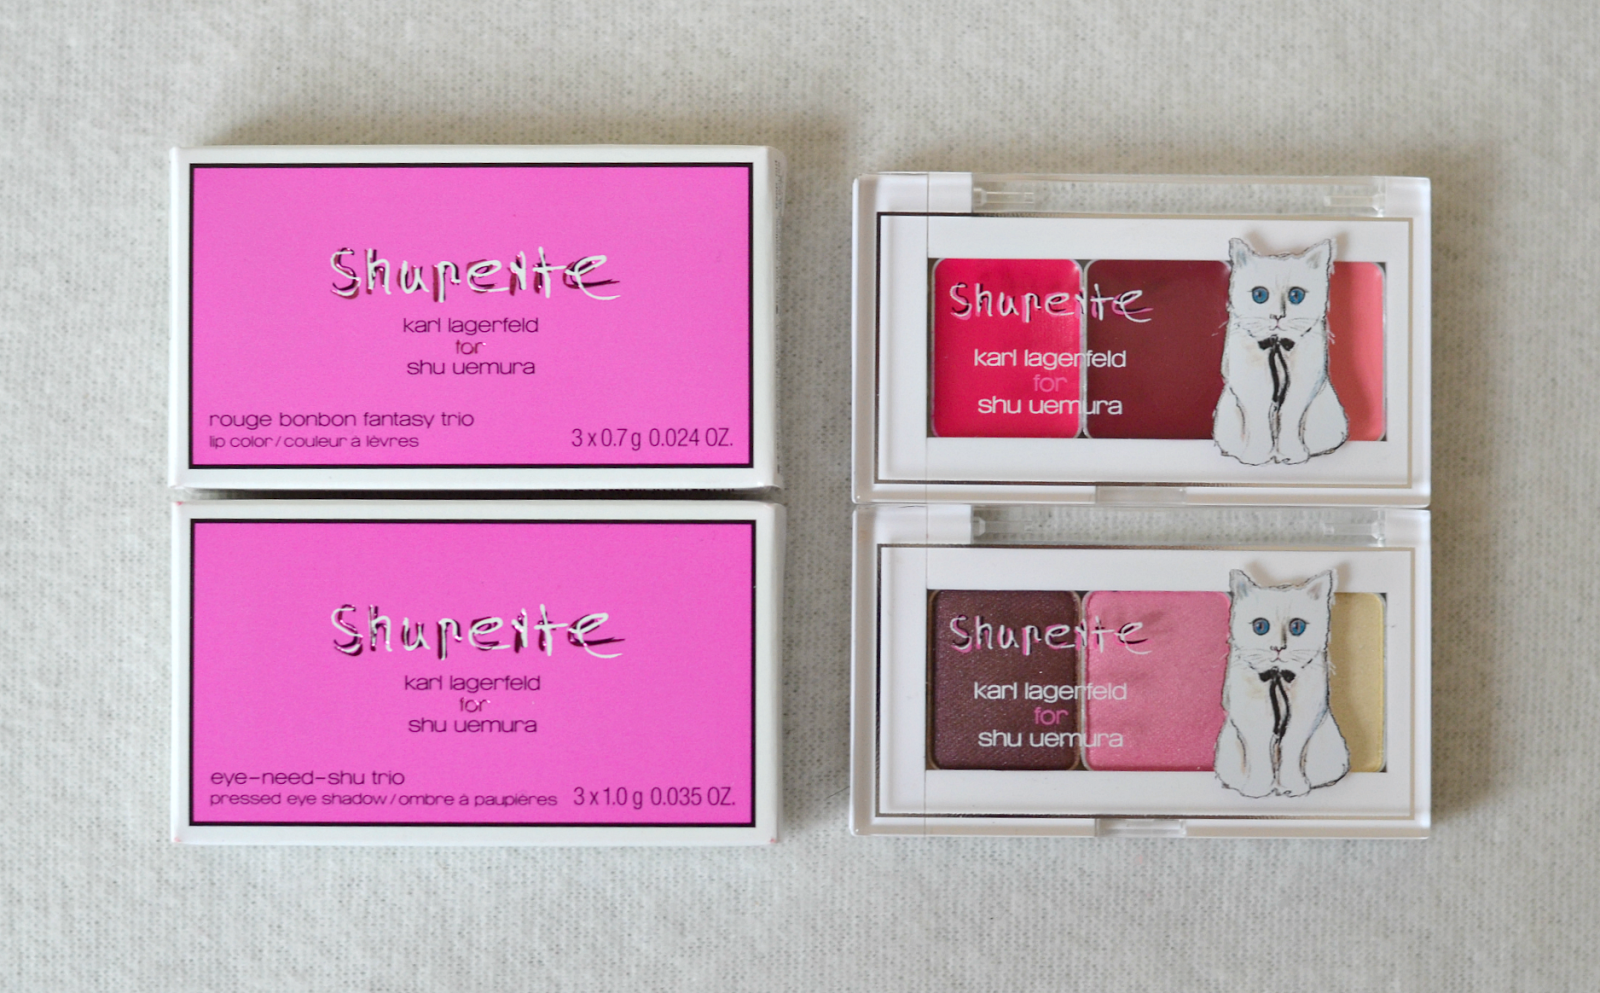 Shupette
karl lagerfeld
for
shu uemura
rouge bonbon fantasy trio
lip color / couleur à lèvres
3 x 0.7 g 0.024 OZ.
Shupette
karl lagerfeld
for
shu uemura
eye-need-shu trio
pressed eye shadow / ombre à paupières
3 x 1.0 g 0.035 OZ.
Shupette
karl lagerfeld
for
shu uemura
Shupette
karl lagerfeld
for
shu uemura